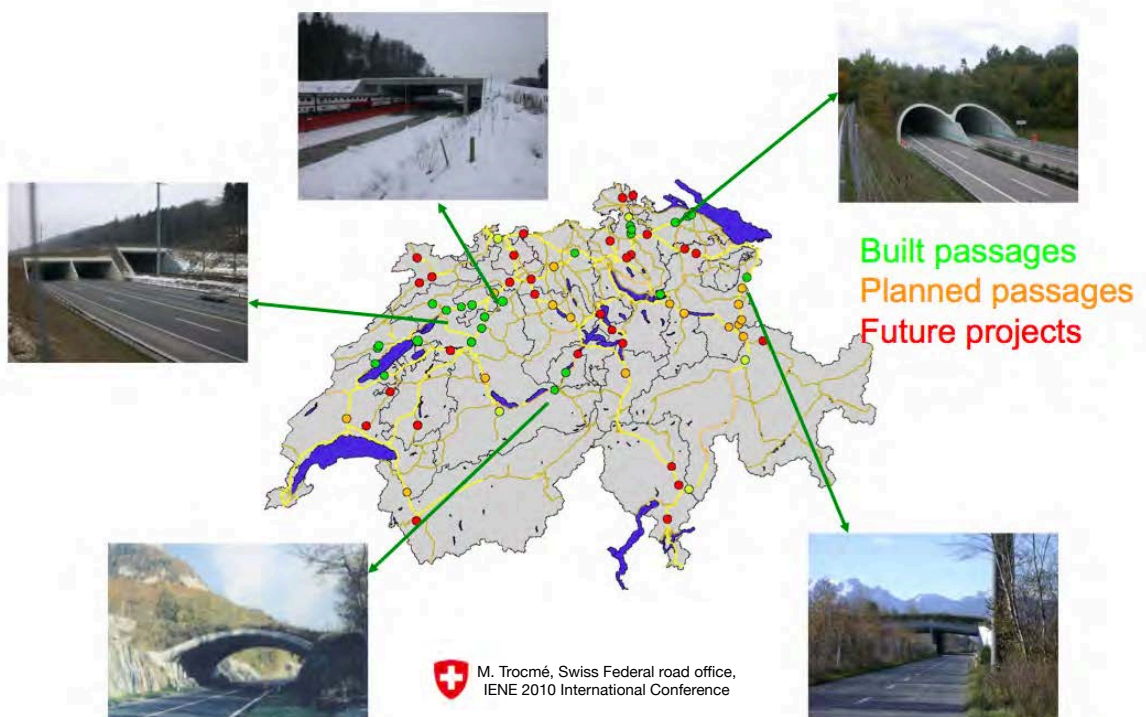 Built passages
Planned passages
Future projects
M. Trocmé, Swiss Federal road office,
IENE 2010 International Conference